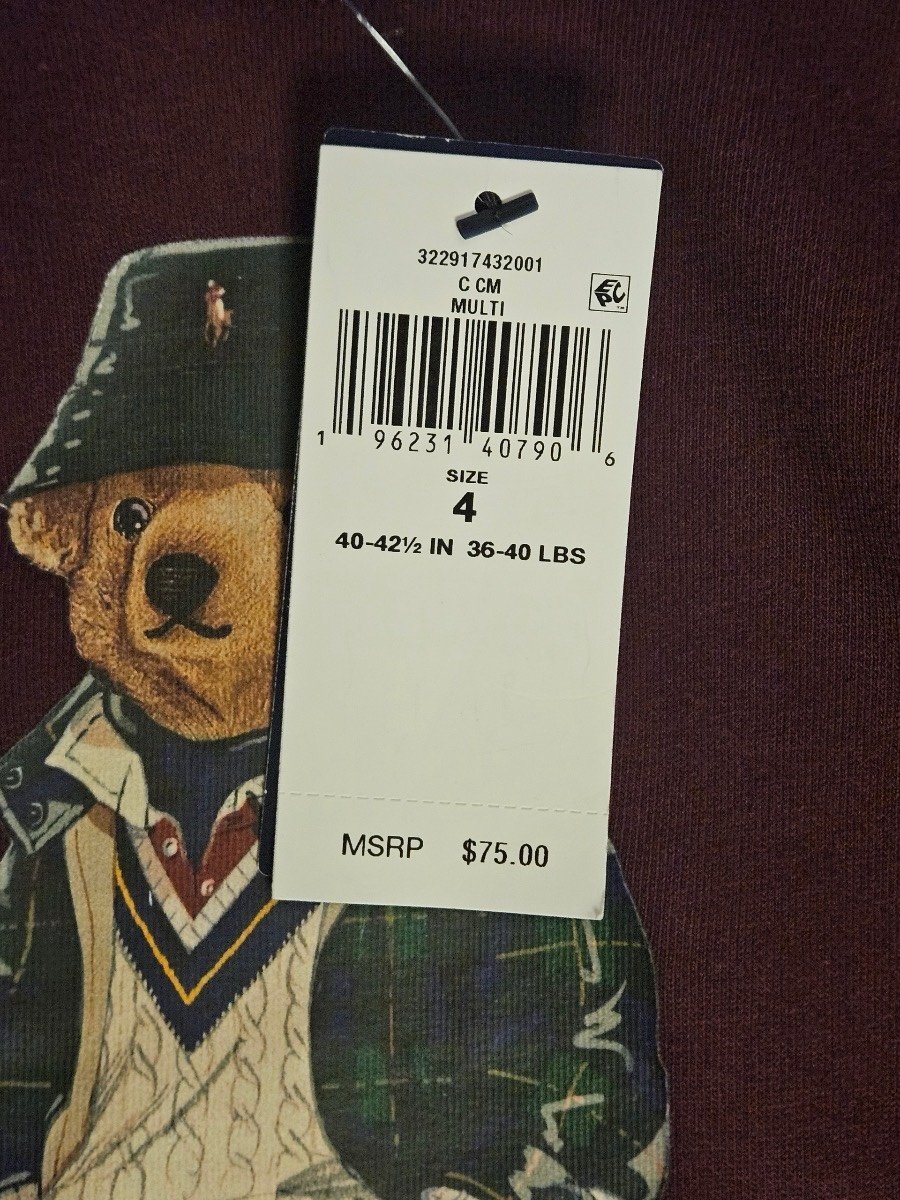 322917432001
C CM
MULTI
EPC™
1 96231 40790 6
SIZE
4
40-42½ IN 36-40 LBS
MSRP $75.00